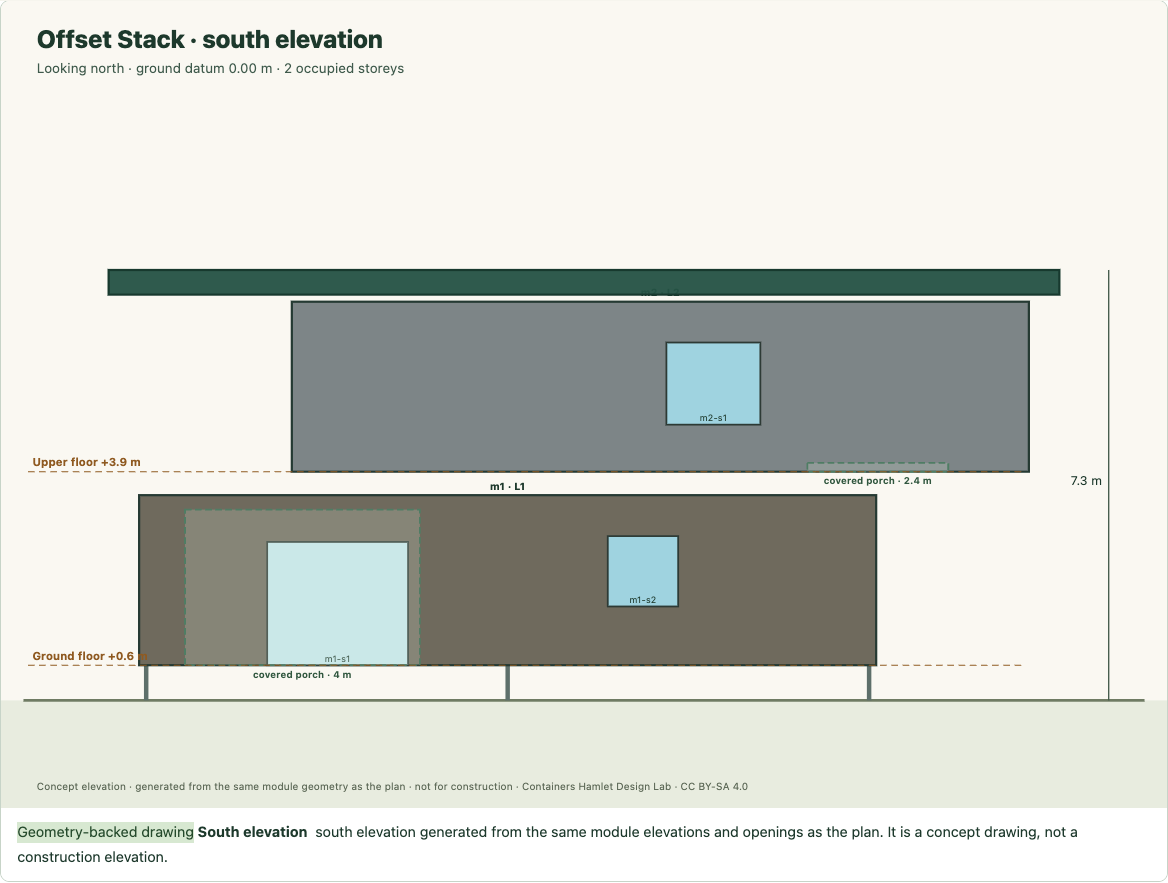 Offset Stack · south elevation
Looking north · ground datum 0.00 m · 2 occupied storeys
m2 · L2
m2-s1
Upper floor +3.9 m
covered porch · 2.4 m
7.3 m
m1 · L1
m1-s2
Ground floor +0.6 m
m1-s1
covered porch · 4 m
Concept elevation · generated from the same module geometry as the plan · not for construction · Containers Hamlet Design Lab · CC BY-SA 4.0
Geometry-backed drawing South elevation south elevation generated from the same module elevations and openings as the plan. It is a concept drawing, not a
construction elevation.